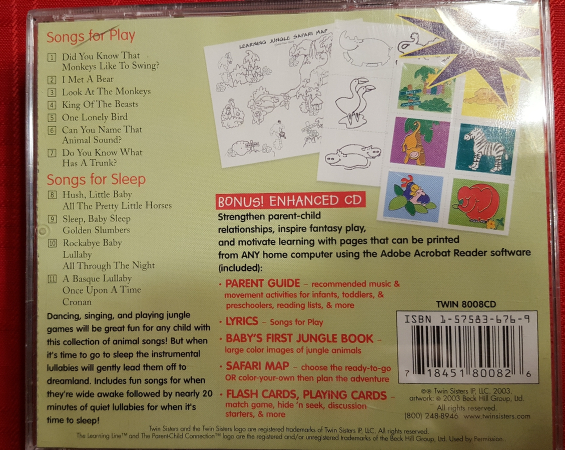 Songs for Play
1 Did You Know That
Monkeys Like To Swing?
2 I Met A Bear
3 Look At The Monkeys
4 King Of The Beasts
5 One Lonely Bird
6 Can You Name That
Animal Sound?
7 Do You Know What
Has A Trunk?
Songs for Sleep
8 Hush, Little Baby
All The Pretty Little Horses
9 Sleep, Baby Sleep
Golden Slumbers
10 Rockabye Baby
Lullaby
All Through The Night
11 A Basque Lullaby
Once Upon A Time
Cronan
Dancing, singing, and playing jungle
games will be great fun for any child with
this collection of animal songs! But when
it's time to go to sleep the instrumental
lullabies will gently lead them off to
dreamland. Includes fun songs for when
they're wide awake followed by nearly 20
minutes of quiet lullabies for when it's
time to sleep!
LEARNING JUNGLE SAFARI MAP
BONUS! ENHANCED CD
Strengthen parent-child
relationships, inspire fantasy play,
and motivate learning with pages that can be printed
from ANY home computer using the Adobe Acrobat Reader software
(included):
· PARENT GUIDE – recommended music &
movement activities for infants, toddlers, &
preschoolers, reading lists, & more
· LYRICS – Songs for Play
· BABY'S FIRST JUNGLE BOOK –
large color images of jungle animals
· SAFARI MAP – choose the ready-to-go
OR color-your-own then plan the adventure
· FLASH CARDS, PLAYING CARDS –
match game, hide 'n seek, discussion
starters, & more
TWIN 8008CD
ISBN 1-57583-676-9
7 18451 80082 6
©℗ Twin Sisters IP, LLC, 2003.
artwork: © 2003 Beck Hill Group, Ltd.
All rights reserved.
(800) 248-8946 www.twinsisters.com
Twin Sisters and the Twin Sisters logo are registered trademarks of Twin Sisters IP, LLC. All rights reserved.
The Learning Line™ and The Parent-Child Connection™ logo are the registered and/or unregistered trademarks of the Beck Hill Group, Ltd. Used by Permission.